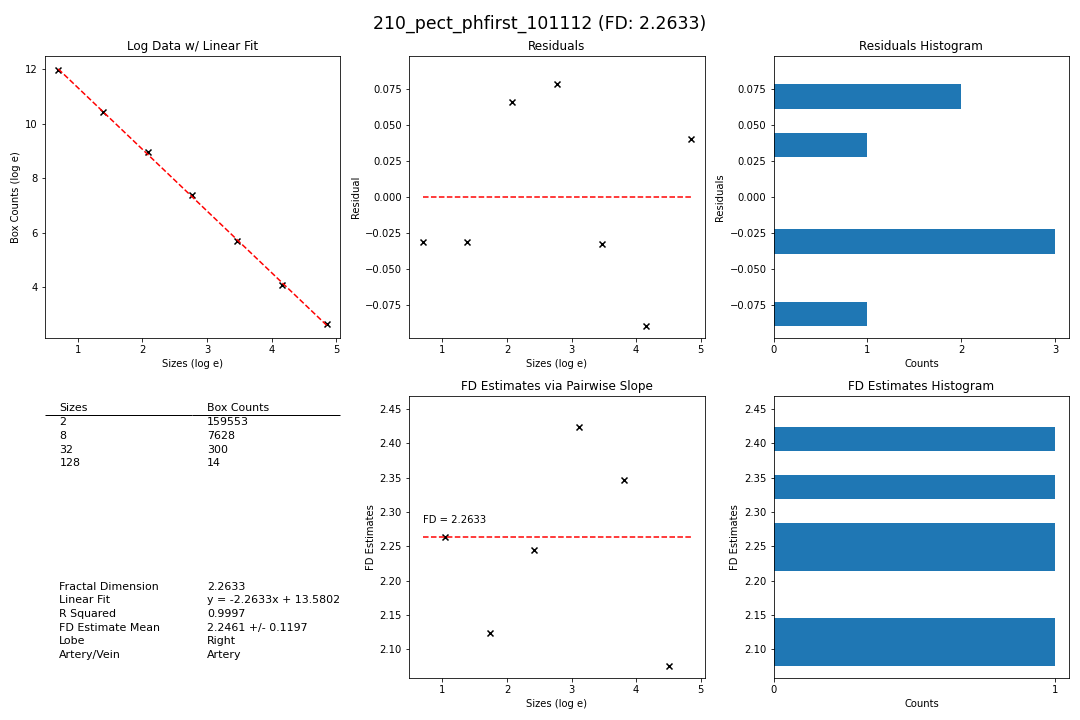 210_pect_phfirst_101112 (FD: 2.2633)
Log Data w/ Linear Fit
12
10
8
6
4
Box Counts (log e)
1 2 3 4 5
Sizes (log e)
Residuals
0.075
0.050
0.025
0.000
−0.025
−0.050
−0.075
Residual
1 2 3 4 5
Sizes (log e)
Residuals Histogram
0.075
0.050
0.025
0.000
−0.025
−0.050
−0.075
Residuals
0 1 2 3
Counts
Sizes Box Counts
2 159553
8 7628
32 300
128 14
Fractal Dimension 2.2633
Linear Fit y = -2.2633x + 13.5802
R Squared 0.9997
FD Estimate Mean 2.2461 +/- 0.1197
Lobe Right
Artery/Vein Artery
FD Estimates via Pairwise Slope
2.45
2.40
2.35
2.30
2.25
2.20
2.15
2.10
FD Estimates
FD = 2.2633
1 2 3 4 5
Sizes (log e)
FD Estimates Histogram
2.45
2.40
2.35
2.30
2.25
2.20
2.15
2.10
FD Estimates
0 1
Counts